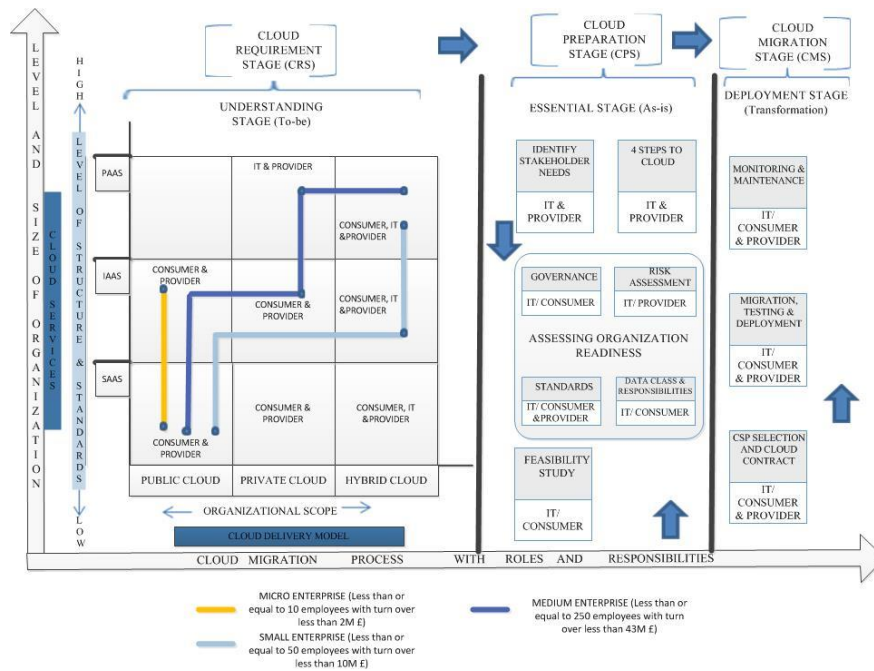 CLOUD
REQUIREMENT
STAGE (CRS)
CLOUD
PREPARATION
STAGE (CPS)
CLOUD
MIGRATION
STAGE (CMS)
LEVEL AND SIZE OF ORGANIZATION
CLOUD SERVICES
HIGH
LEVEL OF STRUCTURE & STANDARDS
LOW
UNDERSTANDING
STAGE (To-be)
PAAS
IAAS
SAAS
IT & PROVIDER
CONSUMER, IT
&PROVIDER
CONSUMER &
PROVIDER
CONSUMER &
PROVIDER
CONSUMER, IT
&PROVIDER
CONSUMER &
PROVIDER
CONSUMER &
PROVIDER
CONSUMER, IT
&PROVIDER
PUBLIC CLOUD
PRIVATE CLOUD
HYBRID CLOUD
ORGANIZATIONAL SCOPE
CLOUD DELIVERY MODEL
ESSENTIAL STAGE (As-is)
IDENTIFY
STAKEHOLDER
NEEDS
IT &
PROVIDER
4 STEPS TO
CLOUD
IT &
PROVIDER
GOVERNANCE
IT/ CONSUMER
RISK
ASSESSMENT
IT/ PROVIDER
ASSESSING ORGANIZATION
READINESS
STANDARDS
IT/ CONSUMER
&PROVIDER
DATA CLASS &
RESPONSIBILITIES
IT/ CONSUMER
FEASIBILITY
STUDY
IT/
CONSUMER
DEPLOYMENT STAGE
(Transformation)
MONITORING &
MAINTENANCE
IT/
CONSUMER
& PROVIDER
MIGRATION,
TESTING &
DEPLOYMENT
IT/
CONSUMER
& PROVIDER
CSP SELECTION
AND CLOUD
CONTRACT
IT/
CONSUMER
& PROVIDER
CLOUD MIGRATION PROCESS WITH ROLES AND RESPONSIBILITIES
MICRO ENTERPRISE (Less than or
equal to 10 employees with turn over
less than 2M £)
SMALL ENTERPRISE (Less than or
equal to 50 employees with turn over
less than 10M £)
MEDIUM ENTERPRISE (Less than or
equal to 250 employees with turn
over less than 43M £)